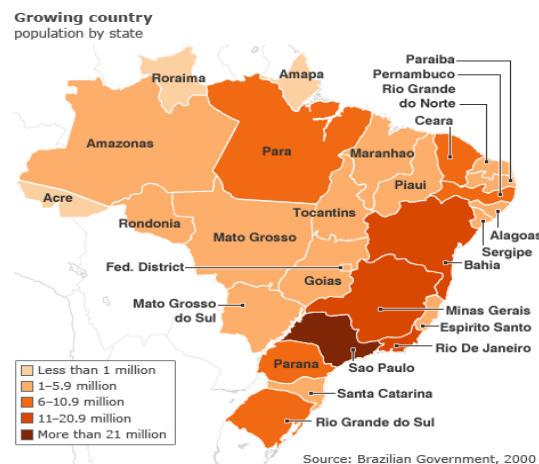 Growing country
population by state
Roraima
Amapa
Paraiba
Pernambuco
Rio Grande
do Norte
Ceara
Amazonas
Para
Maranhao
Piaui
Acre
Rondonia
Tocantins
Mato Grosso
Alagoas
Sergipe
Bahia
Fed. District
Goias
Mato Grosso
do Sul
Minas Gerais
Espirito Santo
Rio De Janeiro
Sao Paulo
Parana
Santa Catarina
Rio Grande do Sul
Less than 1 million
1–5.9 million
6–10.9 million
11–20.9 million
More than 21 million
Source: Brazilian Government, 2000